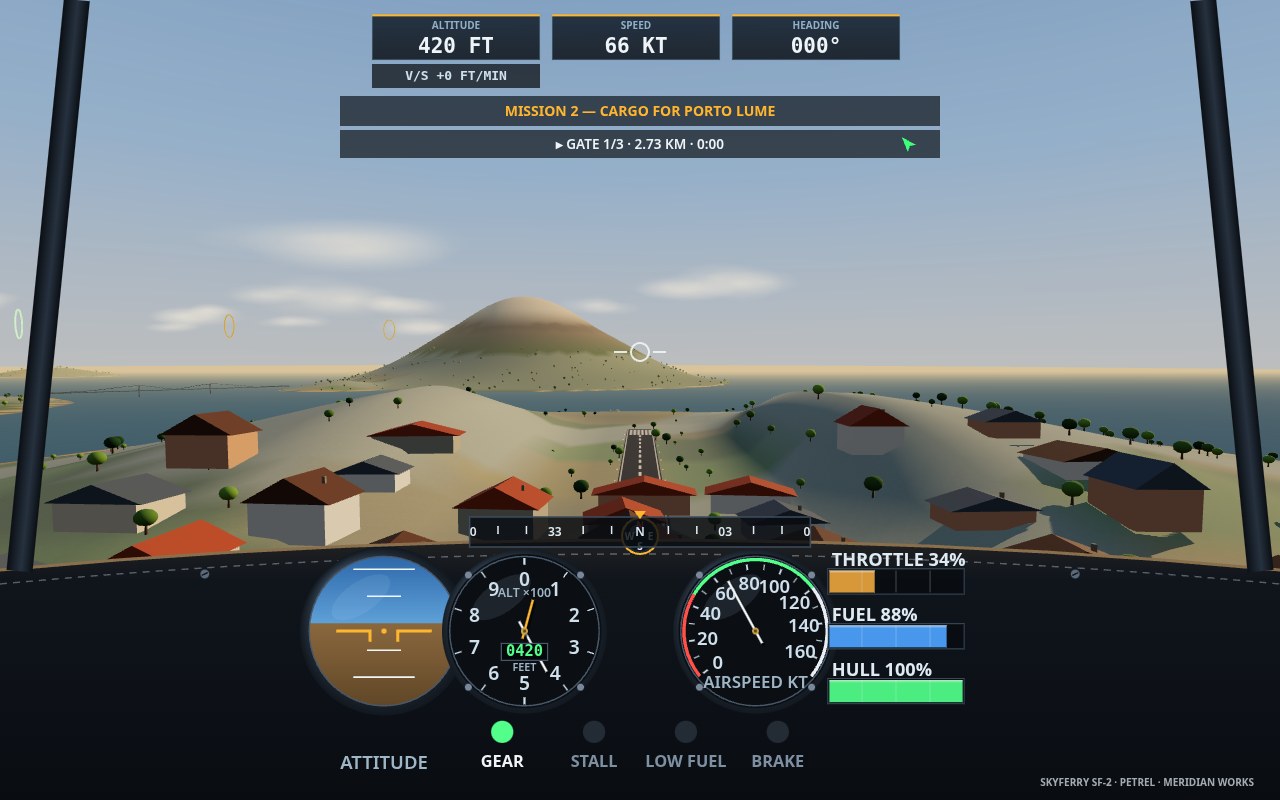 ALTITUDE
420 FT
SPEED
66 KT
HEADING
000°
V/S +0 FT/MIN
MISSION 2 — CARGO FOR PORTO LUME
▸ GATE 1/3 · 2.73 KM · 0:00
0 33 N 03 0
W E
S
ATTITUDE
0 1 2 3 4 5 6 7 8 9
ALT ×100
0420
FEET
0 20 40 60 80 100 120 140 160
AIRSPEED KT
THROTTLE 34%
FUEL 88%
HULL 100%
GEAR
STALL
LOW FUEL
BRAKE
SKYFERRY SF-2 · PETREL · MERIDIAN WORKS